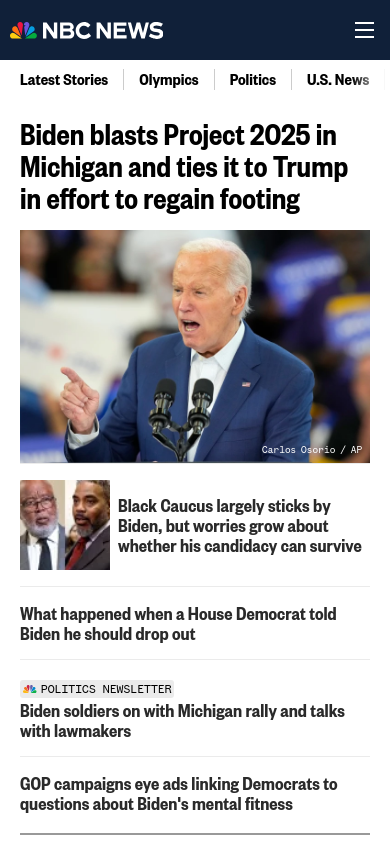 NBC NEWS
Latest Stories
Olympics
Politics
U.S. News
Biden blasts Project 2025 in
Michigan and ties it to Trump
in effort to regain footing
Carlos Osorio / AP
Black Caucus largely sticks by
Biden, but worries grow about
whether his candidacy can survive
What happened when a House Democrat told
Biden he should drop out
POLITICS NEWSLETTER
Biden soldiers on with Michigan rally and talks
with lawmakers
GOP campaigns eye ads linking Democrats to
questions about Biden's mental fitness